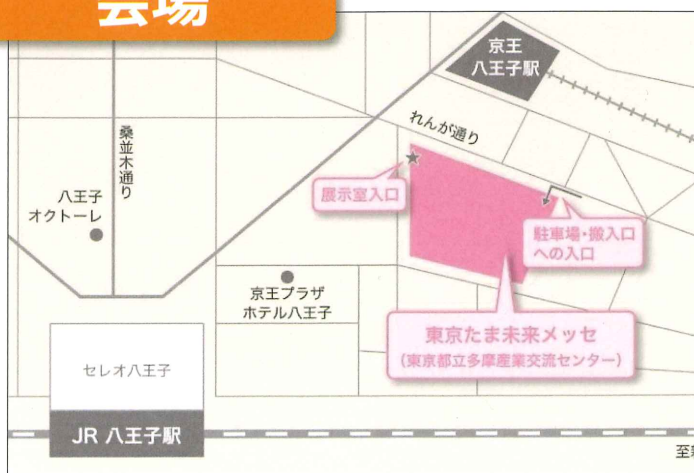 会場
京王
八王子駅
れんが通り
桑並木通り
八王子
オクトーレ
展示室入口
駐車場・搬入口
への入口
京王プラザ
ホテル八王子
東京たま未来メッセ
(東京都立多摩産業交流センター)
セレオ八王子
JR 八王子駅
至